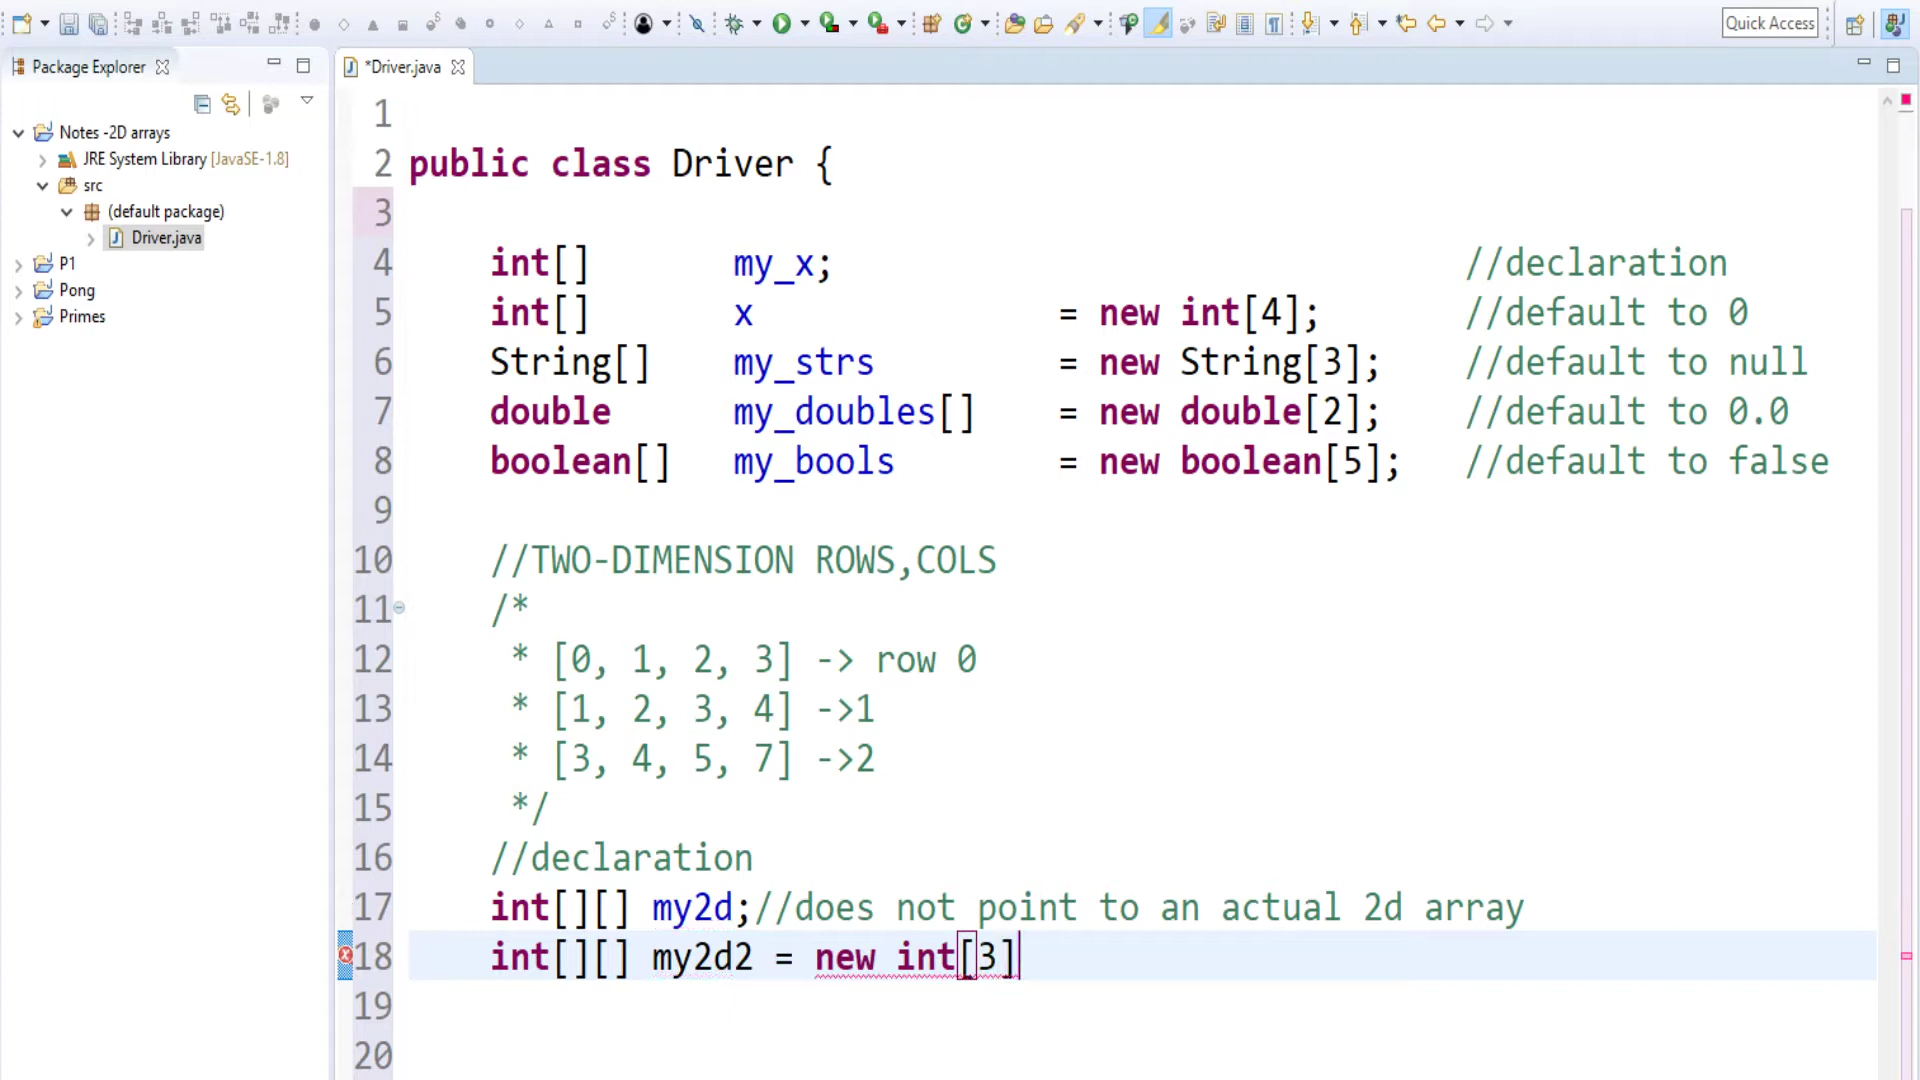 Quick Access
Package Explorer
*Driver.java
Notes -2D arrays
JRE System Library [JavaSE-1.8]
src
(default package)
Driver.java
P1
Pong
Primes
1
2 public class Driver {
3
4 int[] my_x; //declaration
5 int[] x = new int[4]; //default to 0
6 String[] my_strs = new String[3]; //default to null
7 double my_doubles[] = new double[2]; //default to 0.0
8 boolean[] my_bools = new boolean[5]; //default to false
9
10 //TWO-DIMENSION ROWS,COLS
11 /*
12 * [0, 1, 2, 3] -> row 0
13 * [1, 2, 3, 4] ->1
14 * [3, 4, 5, 7] ->2
15 */
16 //declaration
17 int[][] my2d;//does not point to an actual 2d array
18 int[][] my2d2 = new int[3]
19
20